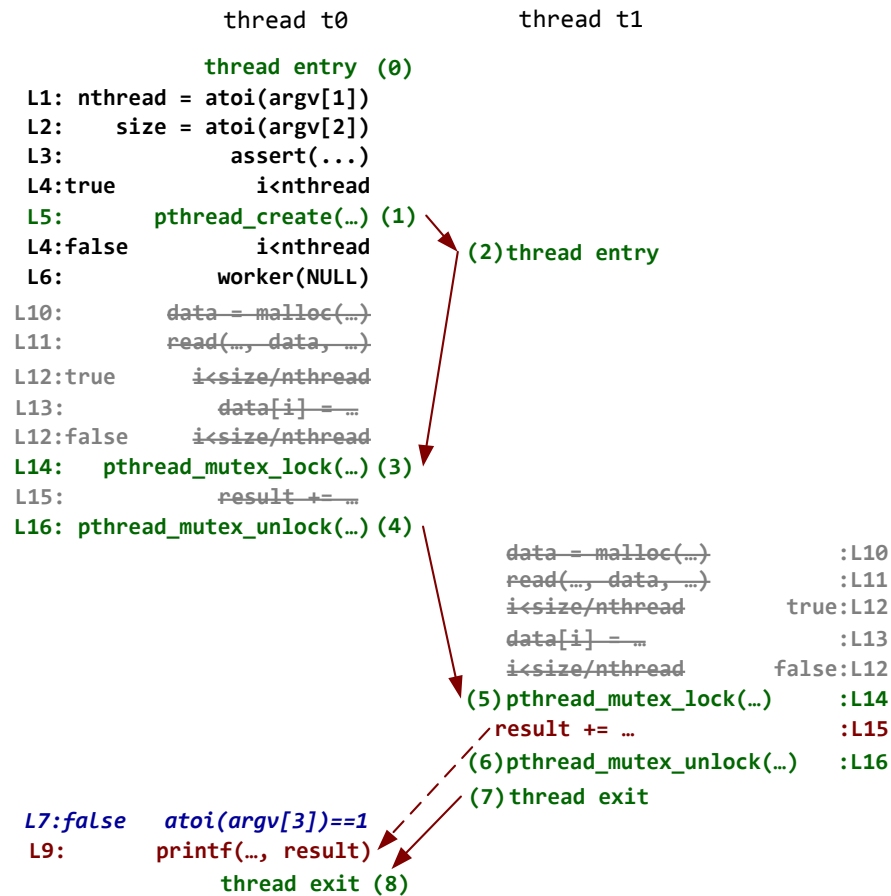 thread t0 thread t1
thread entry (0)
L1: nthread = atoi(argv[1])
L2: size = atoi(argv[2])
L3: assert(...)
L4:true i<nthread
L5: pthread_create(…) (1)
L4:false i<nthread (2)thread entry
L6: worker(NULL)
L10: data = malloc(…)
L11: read(…, data, …)
L12:true i<size/nthread
L13: data[i] = …
L12:false i<size/nthread
L14: pthread_mutex_lock(…) (3)
L15: result += …
L16: pthread_mutex_unlock(…) (4)
data = malloc(…) :L10
read(…, data, …) :L11
i<size/nthread true:L12
data[i] = … :L13
i<size/nthread false:L12
(5)pthread_mutex_lock(…) :L14
result += … :L15
(6)pthread_mutex_unlock(…) :L16
(7)thread exit
L7:false atoi(argv[3])==1
L9: printf(…, result)
thread exit (8)